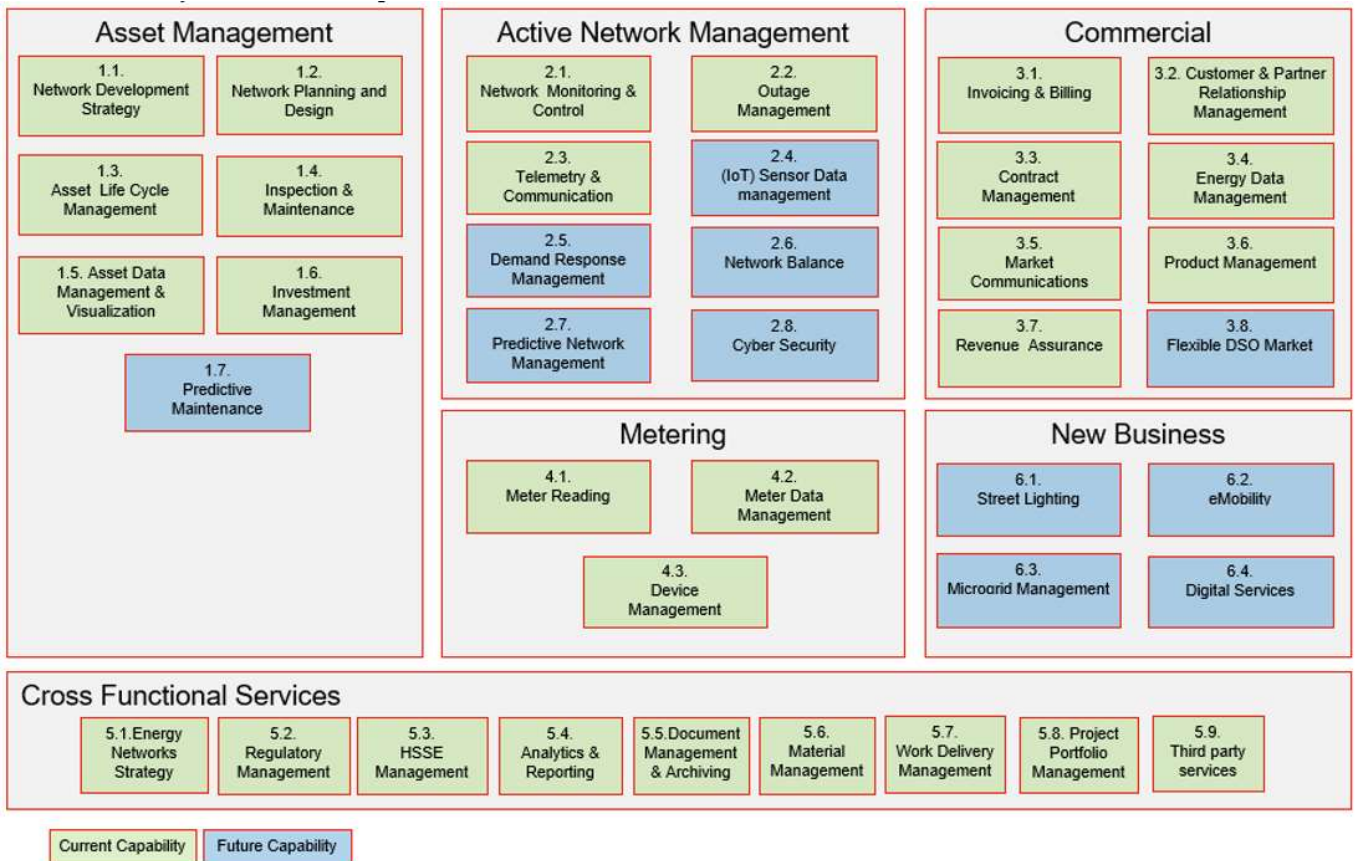 Asset Management
1.1.
Network Development
Strategy
1.2.
Network Planning and
Design
1.3.
Asset Life Cycle
Management
1.4.
Inspection &
Maintenance
1.5. Asset Data
Management &
Visualization
1.6.
Investment
Management
1.7.
Predictive
Maintenance
Active Network Management
2.1.
Network Monitoring &
Control
2.2.
Outage
Management
2.3.
Telemetry &
Communication
2.4.
(IoT) Sensor Data
management
2.5.
Demand Response
Management
2.6.
Network Balance
2.7.
Predictive Network
Management
2.8.
Cyber Security
Commercial
3.1.
Invoicing & Billing
3.2. Customer & Partner
Relationship
Management
3.3.
Contract
Management
3.4.
Energy Data
Management
3.5.
Market
Communications
3.6.
Product Management
3.7.
Revenue Assurance
3.8.
Flexible DSO Market
Metering
4.1.
Meter Reading
4.2.
Meter Data
Management
4.3.
Device
Management
New Business
6.1.
Street Lighting
6.2.
eMobility
6.3.
Microgrid Management
6.4.
Digital Services
Cross Functional Services
5.1.Energy
Networks
Strategy
5.2.
Regulatory
Management
5.3.
HSSE
Management
5.4.
Analytics &
Reporting
5.5.Document
Management
& Archiving
5.6.
Material
Management
5.7.
Work Delivery
Management
5.8. Project
Portfolio
Management
5.9.
Third party
services
Current Capability
Future Capability